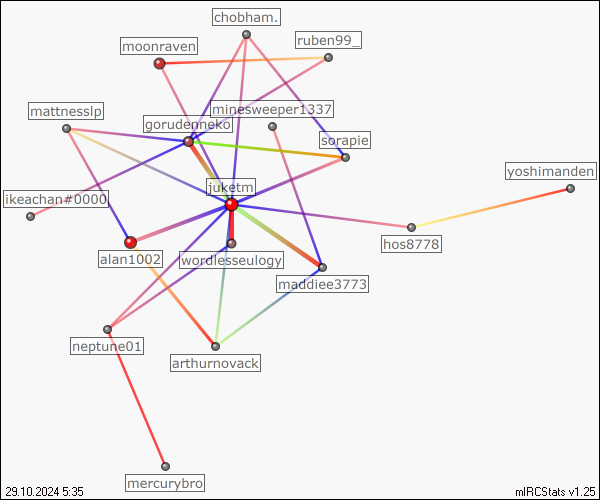 chobham.
ruben99_
moonraven
mattnesslp
minesweeper1337
gorudenneko
sorapie
yoshimanden
juketm
ikeachan#0000
hos8778
alan1002
wordlesseulogy
maddiee3773
neptune01
arthurnovack
mercurybro
29.10.2024 5:35
mIRCStats v1.25